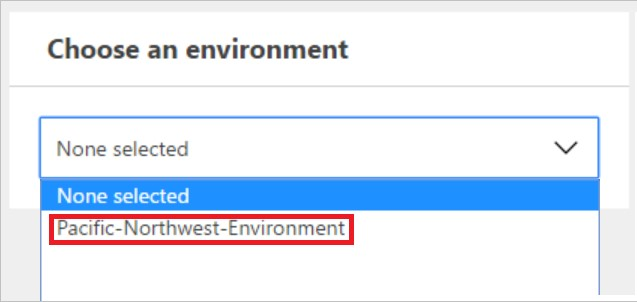 Choose an environment
None selected
None selected
Pacific-Northwest-Environment